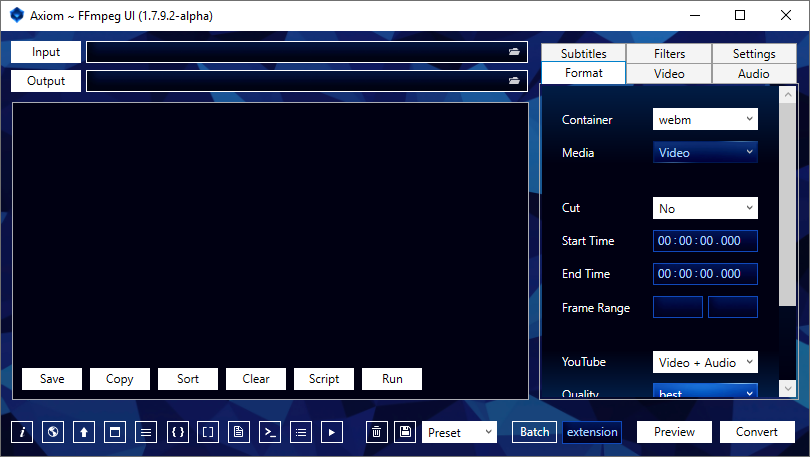 Axiom ~ FFmpeg UI (1.7.9.2-alpha)
Input
Output
Subtitles Filters Settings
Format Video Audio
Container webm
Media Video
Cut No
Start Time 00:00:00.000
End Time 00:00:00.000
Frame Range
YouTube Video + Audio
Quality best
Save Copy Sort Clear Script Run
Preset Batch extension Preview Convert